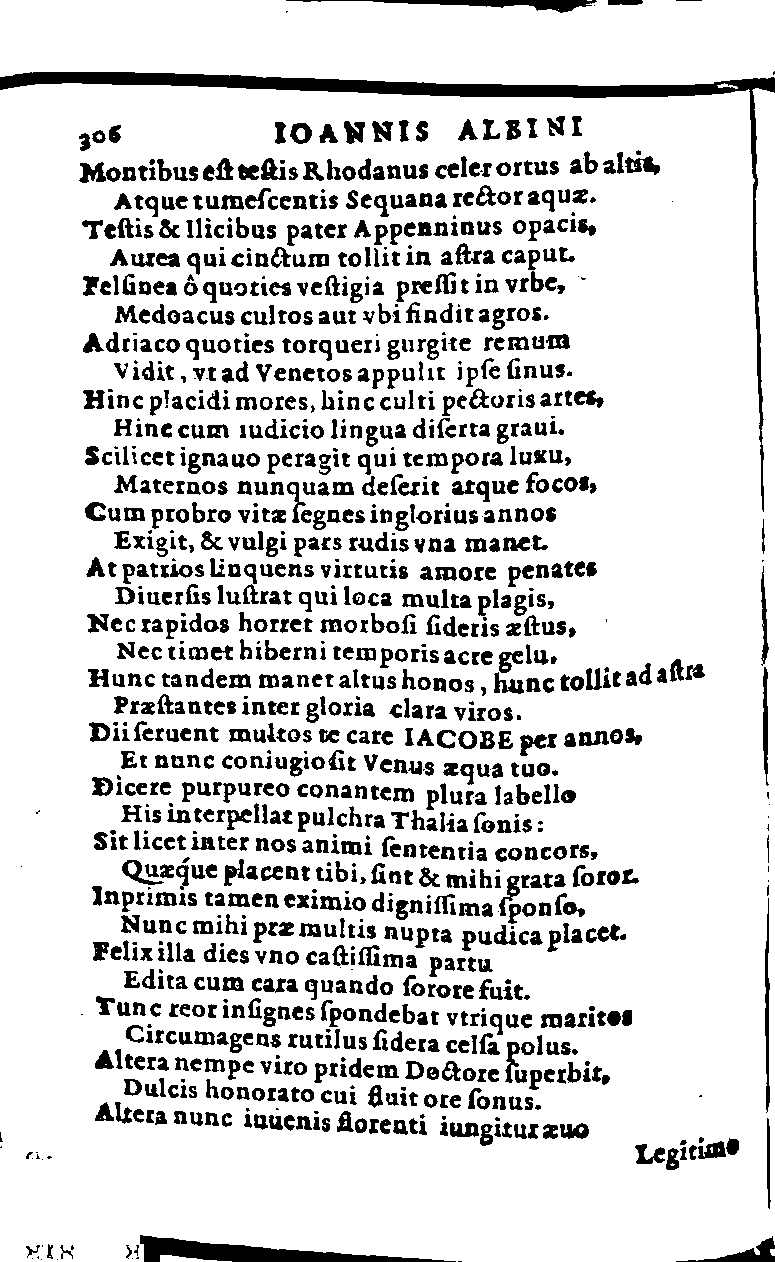 306 IOANNIS ALBINI
Montibus eſt teſtis Rhodanus celer ortus ab altis,
Atque tumeſcentis Sequana rector aquæ.
Teſtis & Ilicibus pater Appenninus opacis,
Aurea qui cinctum tollit in aſtra caput.
Felſinea ô quoties veſtigia preſſit in vrbe,
Medoacus cultos aut vbi findit agros.
Adriaco quoties torqueri gurgite remum
Vidit, vt ad Venetos appulit ipſe ſinus.
Hinc placidi mores, hinc culti pectoris artes,
Hinc cum iudicio lingua diſerta graui.
Scilicet ignauo peragit qui tempora luxu,
Maternos nunquam deſerit atque focos,
Cum probro vitæ ſegnes inglorius annos
Exigit, & vulgi pars rudis vna manet.
At patrios linquens virtutis amore penates
Diuerſis luſtrat qui loca multa plagis,
Nec rapidos horret morboſi ſideris æſtus,
Nec timet hiberni temporis acre gelu,
Hunc tandem manet altus honos, hunc tollit ad aſtra
Præſtantes inter gloria clara viros.
Dii ſeruent multos te care IACOBE per annos,
Et nunc coniugio ſit Venus æqua tuo.
Dicere purpureo conantem plura labello
His interpellat pulchra Thalia ſonis:
Sit licet inter nos animi ſententia concors,
Quæq́ue placent tibi, ſint & mihi grata ſoror.
Inprimis tamen eximio digniſſima ſponſo,
Nunc mihi præ multis nupta pudica placet.
Felix illa dies vno caſtiſſima partu
Edita cum cara quando ſorore fuit.
Tunc reor inſignes ſpondebat vtrique maritos
Circumagens rutilus ſidera celſa polus.
Altera nempe viro pridem Doctore ſuperbit,
Dulcis honorato cui fluit ore ſonus.
Altera nunc iuuenis florenti iungitur æuo
Legitimo